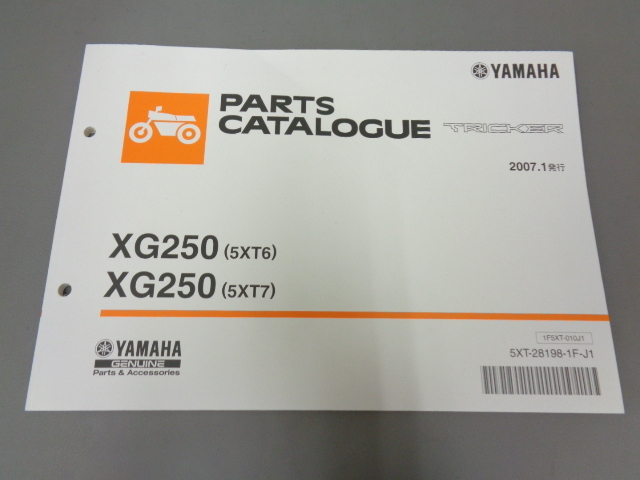 YAMAHA
PARTS
CATALOGUE
TRICKER
2007.1発行
XG250 (5XT6)
XG250 (5XT7)
1F5XT-010J1
5XT-28198-1F-J1
YAMAHA
GENUINE
Parts & Accessories